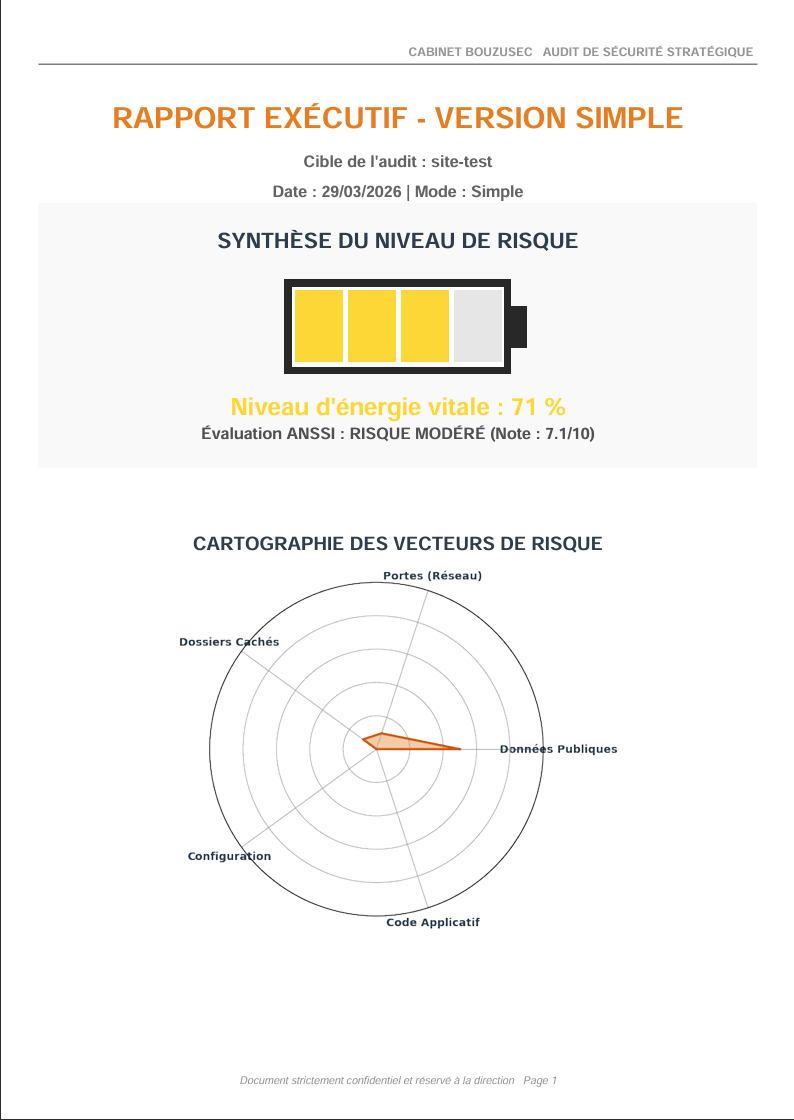 CABINET BOUZUSEC   AUDIT DE SÉCURITÉ STRATÉGIQUE
RAPPORT EXÉCUTIF - VERSION SIMPLE
Cible de l'audit : site-test
Date : 29/03/2026 | Mode : Simple
SYNTHÈSE DU NIVEAU DE RISQUE
Niveau d'énergie vitale : 71 %
Évaluation ANSSI : RISQUE MODÉRÉ (Note : 7.1/10)
CARTOGRAPHIE DES VECTEURS DE RISQUE
Portes (Réseau)
Dossiers Cachés
Données Publiques
Configuration
Code Applicatif
Document strictement confidentiel et réservé à la direction   Page 1